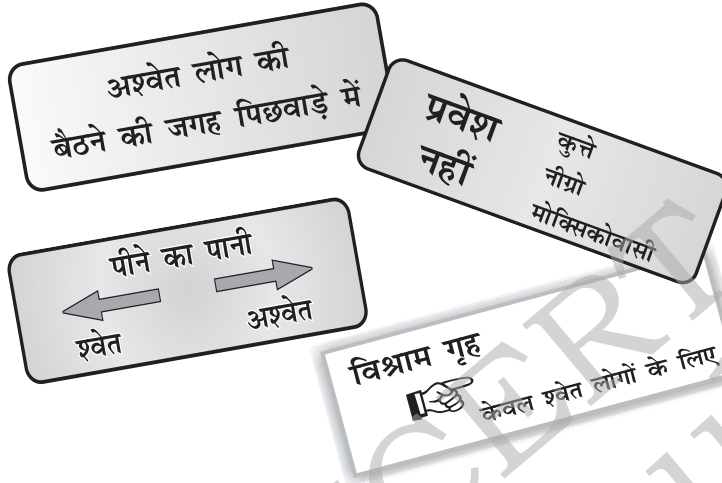 अश्वेत लोग की
बैठने की जगह पिछवाड़े में
प्रवेश
नहीं
कुत्ते
नीग्रो
मोक्सिकोवासी
पीने का पानी
श्वेत
अश्वेत
विश्राम गृह
केवल श्वेत लोगों के लिए